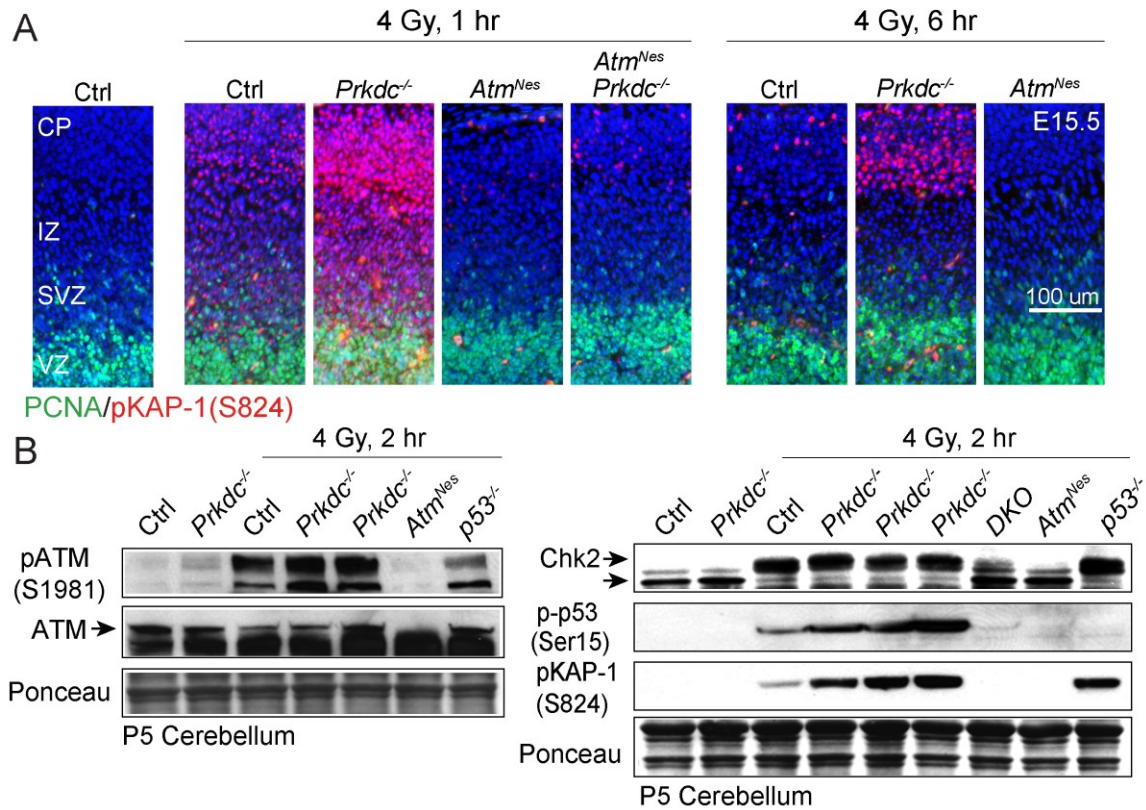 A
4 Gy, 1 hr
4 Gy, 6 hr
Ctrl
Ctrl
Prkdc-/-
AtmNes
AtmNes
Prkdc-/-
Ctrl
Prkdc-/-
AtmNes
CP
IZ
SVZ
VZ
E15.5
100 um
PCNA/pKAP-1(S824)
B
4 Gy, 2 hr
Ctrl
Prkdc-/-
Ctrl
Prkdc-/-
Prkdc-/-
AtmNes
p53-/-
pATM
(S1981)
ATM
Ponceau
P5 Cerebellum
4 Gy, 2 hr
Ctrl
Prkdc-/-
Ctrl
Prkdc-/-
Prkdc-/-
Prkdc-/-
DKO
AtmNes
p53-/-
Chk2
p-p53
(Ser15)
pKAP-1
(S824)
Ponceau
P5 Cerebellum